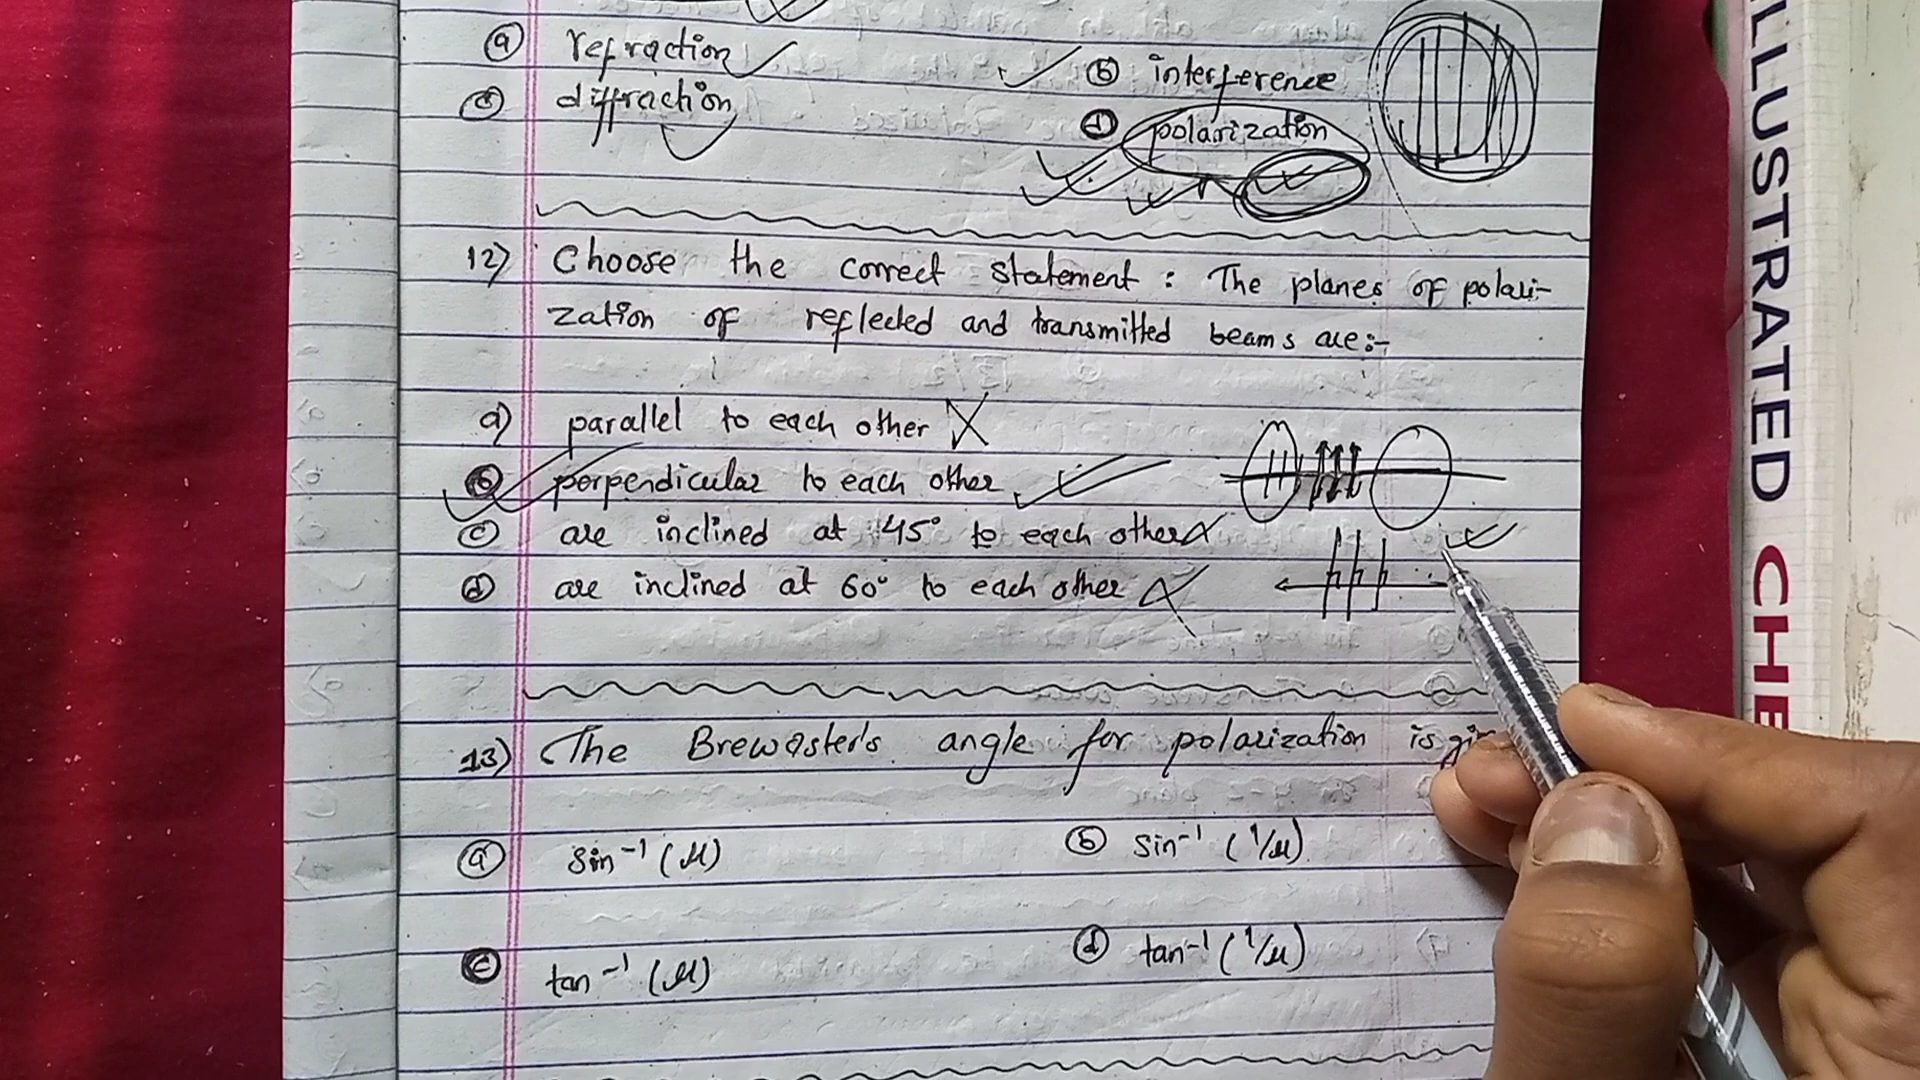 a refraction
b interference
c diffraction
d polarization
12) Choose the correct statement : The planes of polari-
zation of reflected and transmitted beams are:-
a) parallel to each other
b perpendicular to each other
c are inclined at 45° to each other
d are inclined at 60° to each other
13) The Brewster's angle for polarization is
a sin⁻¹ (μ)
b sin⁻¹ (1/μ)
c tan⁻¹ (μ)
d tan⁻¹ (1/μ)
LLUSTRATED CHE